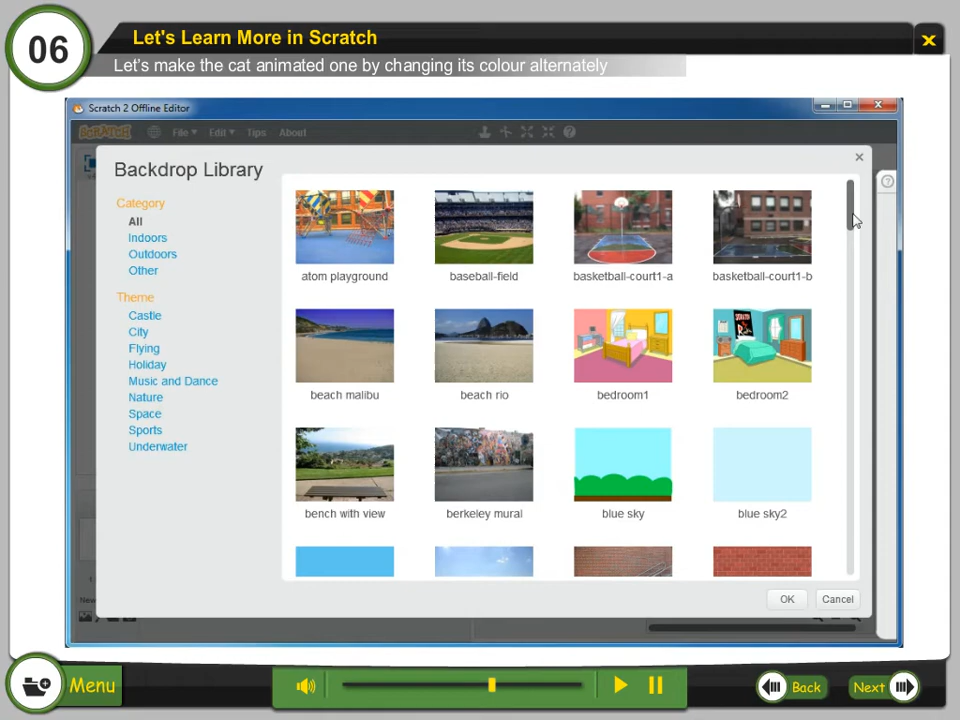 06
Let's Learn More in Scratch
Let's make the cat animated one by changing its colour alternately
Scratch 2 Offline Editor
SCRATCH File Edit Tips About
Backdrop Library
Category
All
Indoors
Outdoors
Other
Theme
Castle
City
Flying
Holiday
Music and Dance
Nature
Space
Sports
Underwater
atom playground baseball-field basketball-court1-a basketball-court1-b
beach malibu beach rio bedroom1 bedroom2
bench with view berkeley mural blue sky blue sky2
OK Cancel
Menu
Back Next